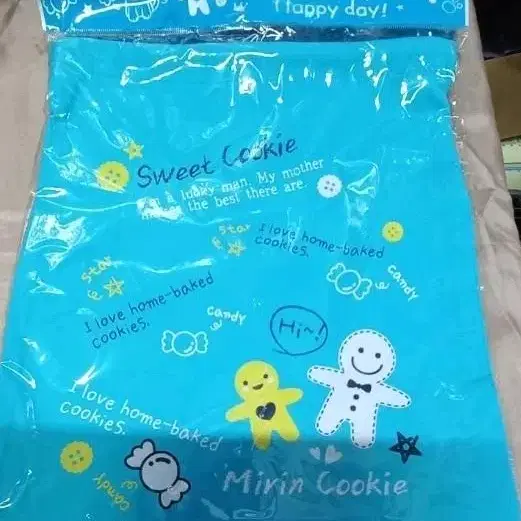 Happy day!
Sweet Cookie
a lucky man. My mother
the best there are.
star
I love home-baked
cookies.
star
candy
I love home-baked
cookies.
candy
Hi~!
I love home-baked
cookies.
candy
Mirin Cookie